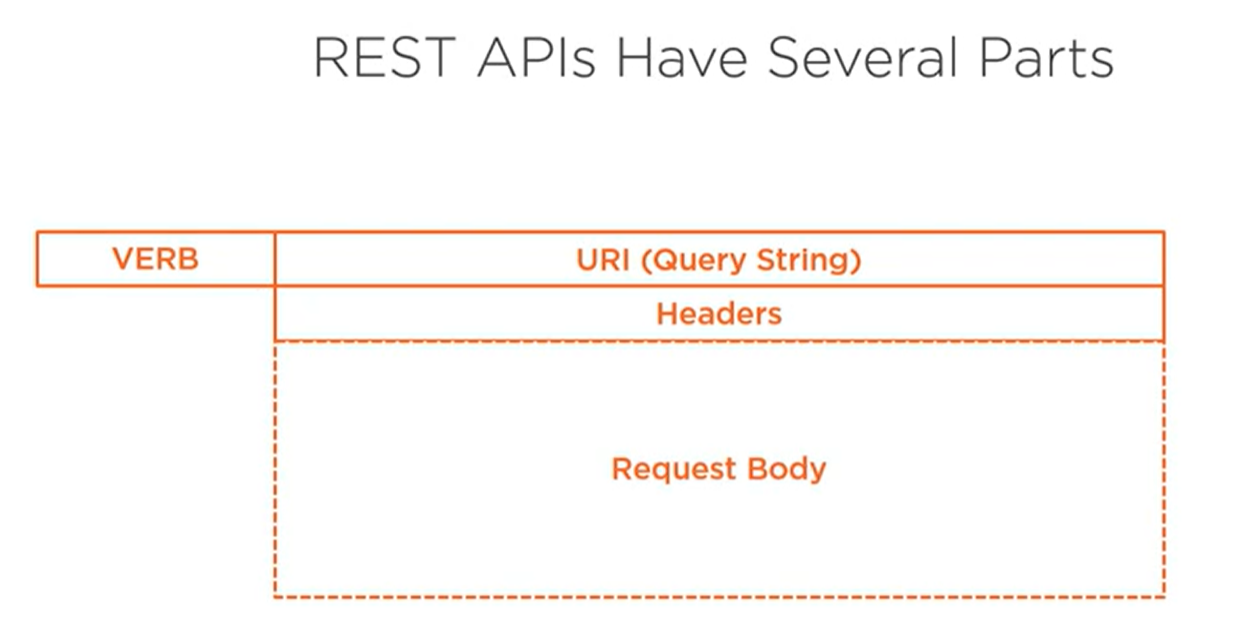 REST APIs Have Several Parts
VERB
URI (Query String)
Headers
Request Body